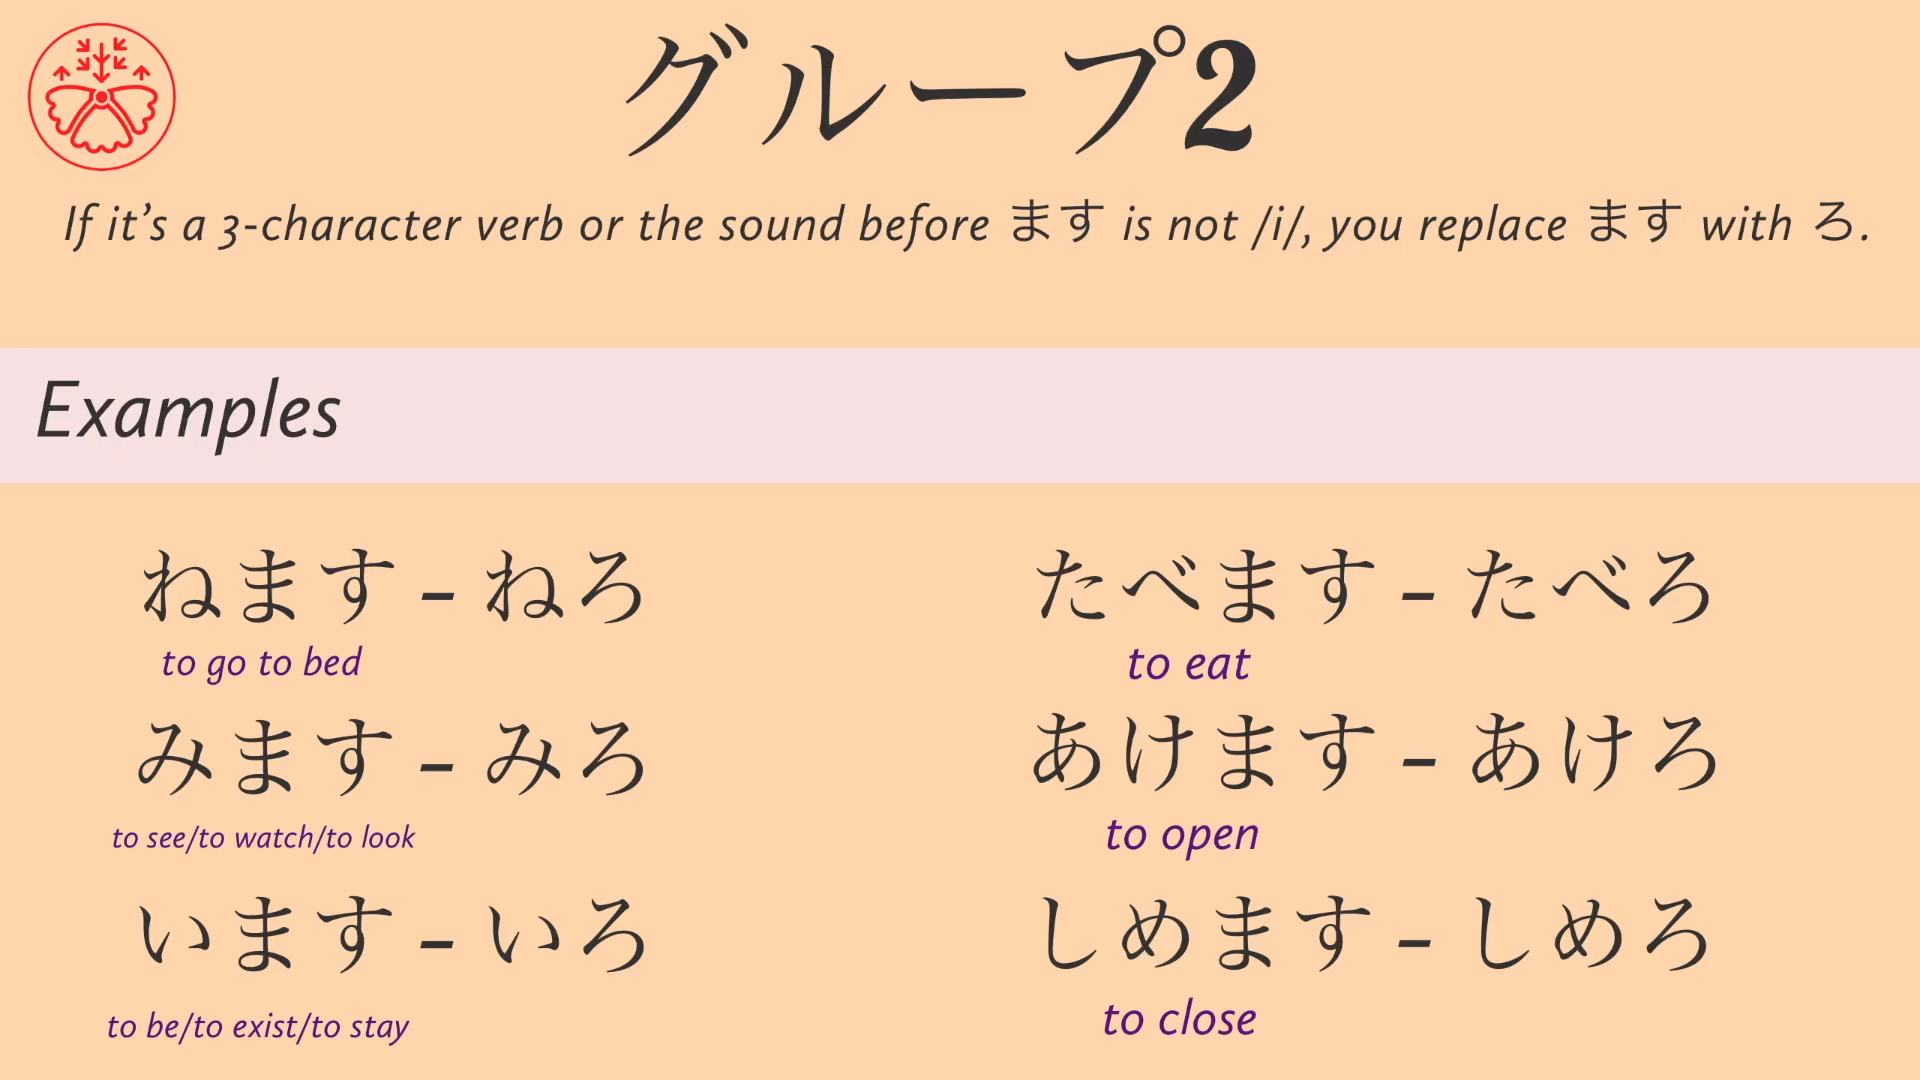 グループ2
If it's a 3-character verb or the sound before ます is not /i/, you replace ます with ろ.
Examples
ねます - ねろ
to go to bed
みます - みろ
to see/to watch/to look
います - いろ
to be/to exist/to stay
たべます - たべろ
to eat
あけます - あけろ
to open
しめます - しめろ
to close